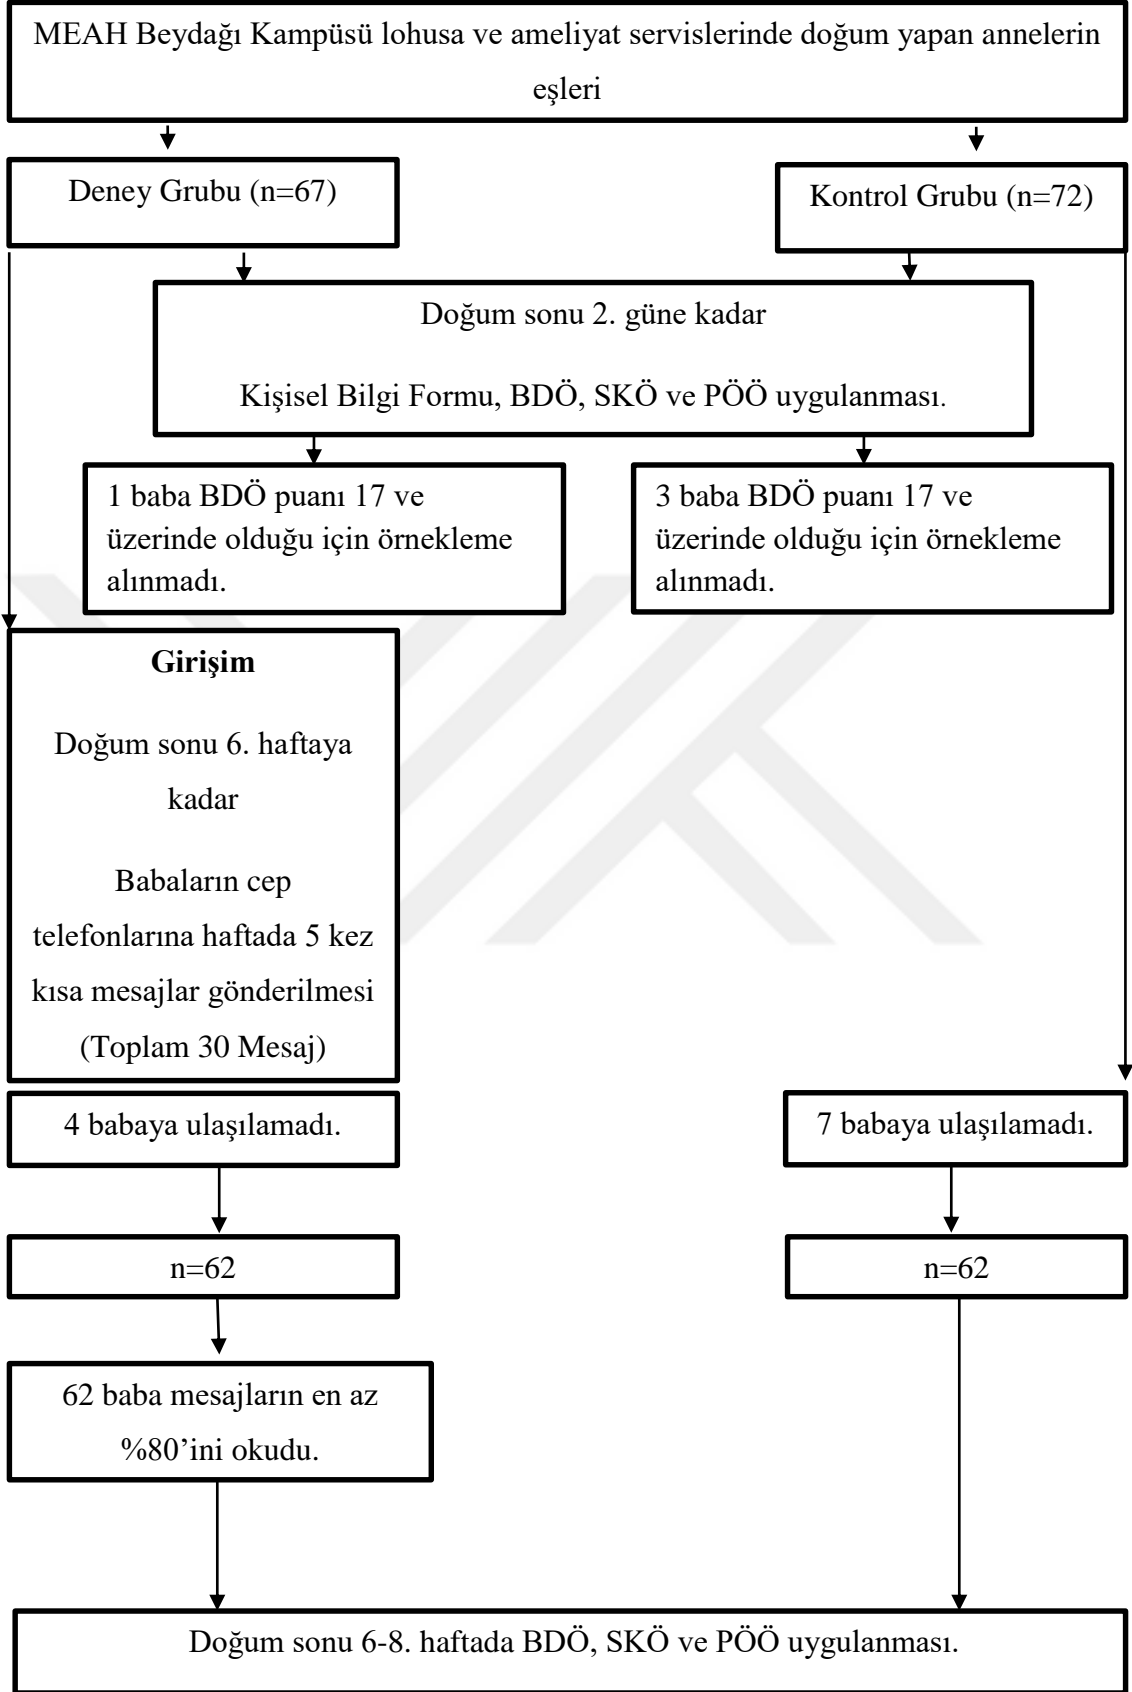 MEAH Beydağı Kampüsü lohusa ve ameliyat servislerinde doğum yapan annelerin
eşleri
Deney Grubu (n=67)
Kontrol Grubu (n=72)
Doğum sonu 2. güne kadar
Kişisel Bilgi Formu, BDÖ, SKÖ ve PÖÖ uygulanması.
1 baba BDÖ puanı 17 ve
üzerinde olduğu için örnekleme
alınmadı.
3 baba BDÖ puanı 17 ve
üzerinde olduğu için örnekleme
alınmadı.
Girişim
Doğum sonu 6. haftaya
kadar
Babaların cep
telefonlarına haftada 5 kez
kısa mesajlar gönderilmesi
(Toplam 30 Mesaj)
4 babaya ulaşılamadı.
7 babaya ulaşılamadı.
n=62
n=62
62 baba mesajların en az
%80’ini okudu.
Doğum sonu 6-8. haftada BDÖ, SKÖ ve PÖÖ uygulanması.